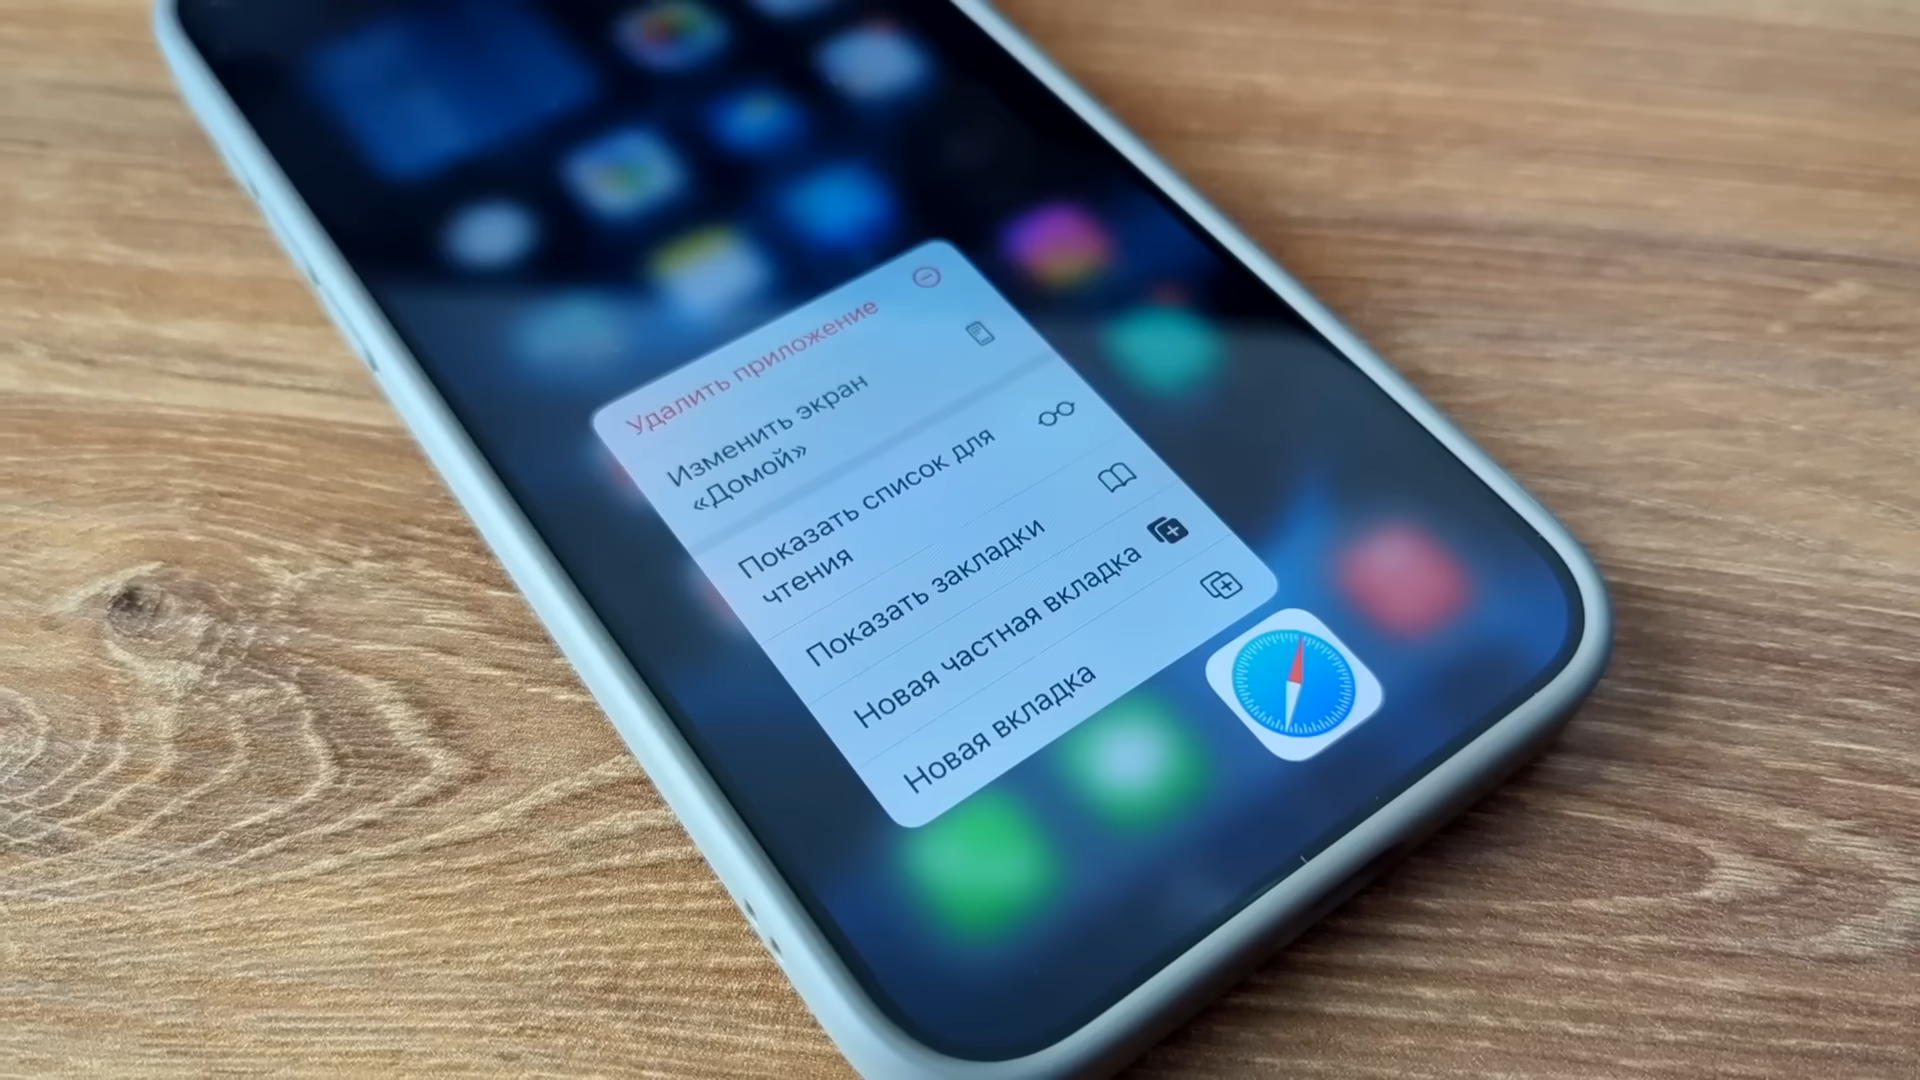 Удалить приложение
Изменить экран
«Домой»
Показать список для
чтения
Показать закладки
Новая частная вкладка
Новая вкладка